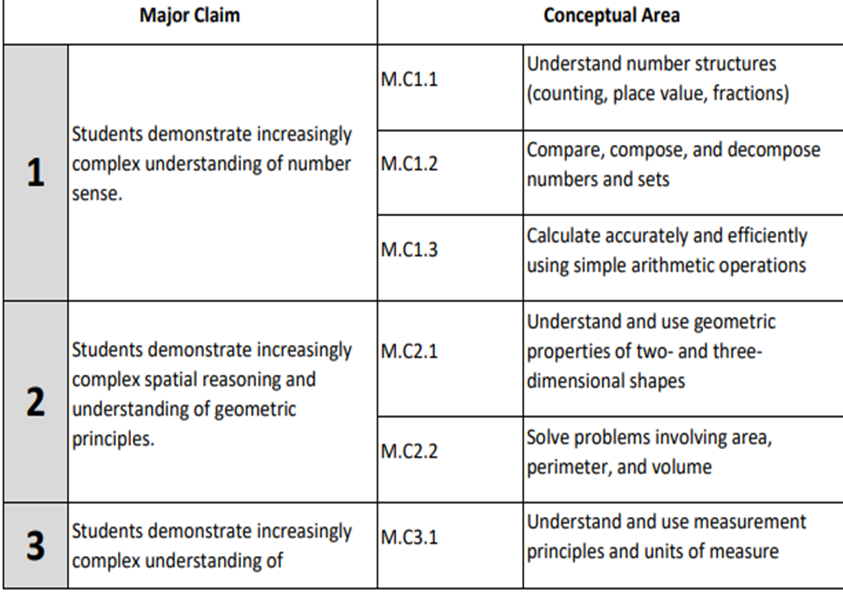 Major Claim
Conceptual Area
1
Students demonstrate increasingly
complex understanding of number
sense.
M.C1.1
Understand number structures
(counting, place value, fractions)
M.C1.2
Compare, compose, and decompose
numbers and sets
M.C1.3
Calculate accurately and efficiently
using simple arithmetic operations
2
Students demonstrate increasingly
complex spatial reasoning and
understanding of geometric
principles.
M.C2.1
Understand and use geometric
properties of two- and three-
dimensional shapes
M.C2.2
Solve problems involving area,
perimeter, and volume
3
Students demonstrate increasingly
complex understanding of
M.C3.1
Understand and use measurement
principles and units of measure